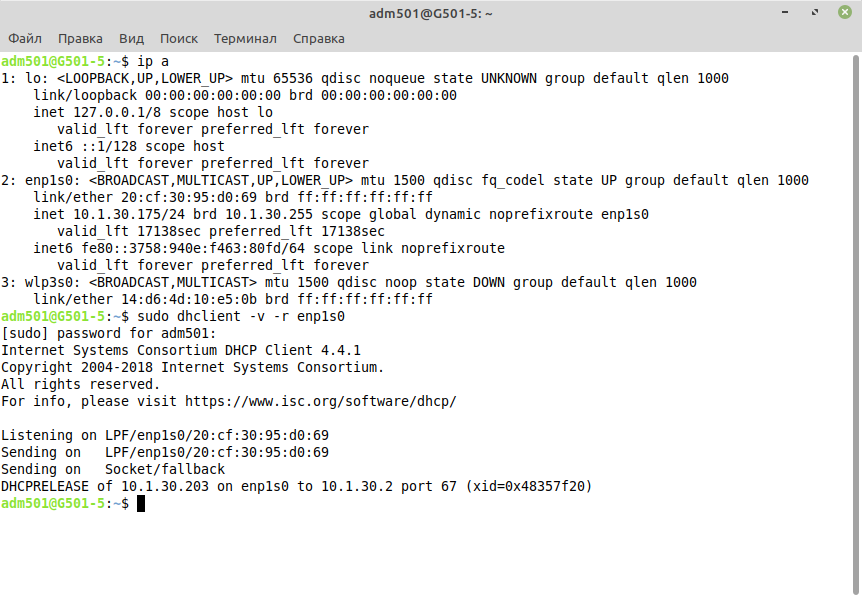 adm501@G501-5: ~
Файл Правка Вид Поиск Терминал Справка
adm501@G501-5:~$ ip a
1: lo: <LOOPBACK,UP,LOWER_UP> mtu 65536 qdisc noqueue state UNKNOWN group default qlen 1000
    link/loopback 00:00:00:00:00:00 brd 00:00:00:00:00:00
    inet 127.0.0.1/8 scope host lo
       valid_lft forever preferred_lft forever
    inet6 ::1/128 scope host
       valid_lft forever preferred_lft forever
2: enp1s0: <BROADCAST,MULTICAST,UP,LOWER_UP> mtu 1500 qdisc fq_codel state UP group default qlen 1000
    link/ether 20:cf:30:95:d0:69 brd ff:ff:ff:ff:ff:ff
    inet 10.1.30.175/24 brd 10.1.30.255 scope global dynamic noprefixroute enp1s0
       valid_lft 17138sec preferred_lft 17138sec
    inet6 fe80::3758:940e:f463:80fd/64 scope link noprefixroute
       valid_lft forever preferred_lft forever
3: wlp3s0: <BROADCAST,MULTICAST> mtu 1500 qdisc noop state DOWN group default qlen 1000
    link/ether 14:d6:4d:10:e5:0b brd ff:ff:ff:ff:ff:ff
adm501@G501-5:~$ sudo dhclient -v -r enp1s0
[sudo] password for adm501:
Internet Systems Consortium DHCP Client 4.4.1
Copyright 2004-2018 Internet Systems Consortium.
All rights reserved.
For info, please visit https://www.isc.org/software/dhcp/

Listening on LPF/enp1s0/20:cf:30:95:d0:69
Sending on   LPF/enp1s0/20:cf:30:95:d0:69
Sending on   Socket/fallback
DHCPRELEASE of 10.1.30.203 on enp1s0 to 10.1.30.2 port 67 (xid=0x48357f20)
adm501@G501-5:~$